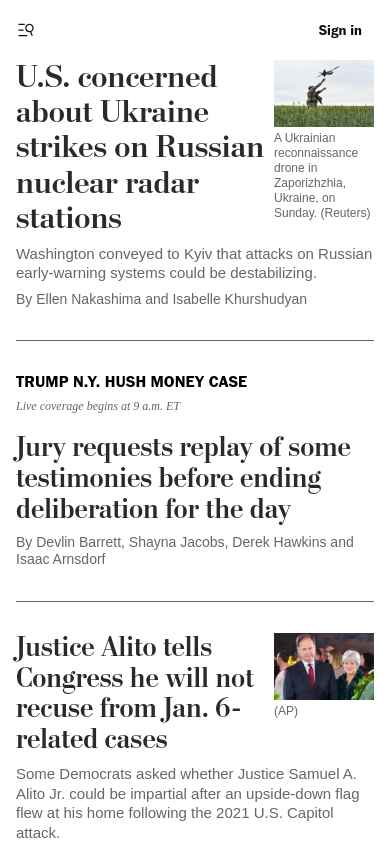 Sign in
U.S. concerned
about Ukraine
strikes on Russian
nuclear radar
stations
A Ukrainian
reconnaissance
drone in
Zaporizhzhia,
Ukraine, on
Sunday. (Reuters)
Washington conveyed to Kyiv that attacks on Russian
early-warning systems could be destabilizing.
By Ellen Nakashima and Isabelle Khurshudyan
TRUMP N.Y. HUSH MONEY CASE
Live coverage begins at 9 a.m. ET
Jury requests replay of some
testimonies before ending
deliberation for the day
By Devlin Barrett, Shayna Jacobs, Derek Hawkins and
Isaac Arnsdorf
Justice Alito tells
Congress he will not
recuse from Jan. 6-
related cases
(AP)
Some Democrats asked whether Justice Samuel A.
Alito Jr. could be impartial after an upside-down flag
flew at his home following the 2021 U.S. Capitol
attack.